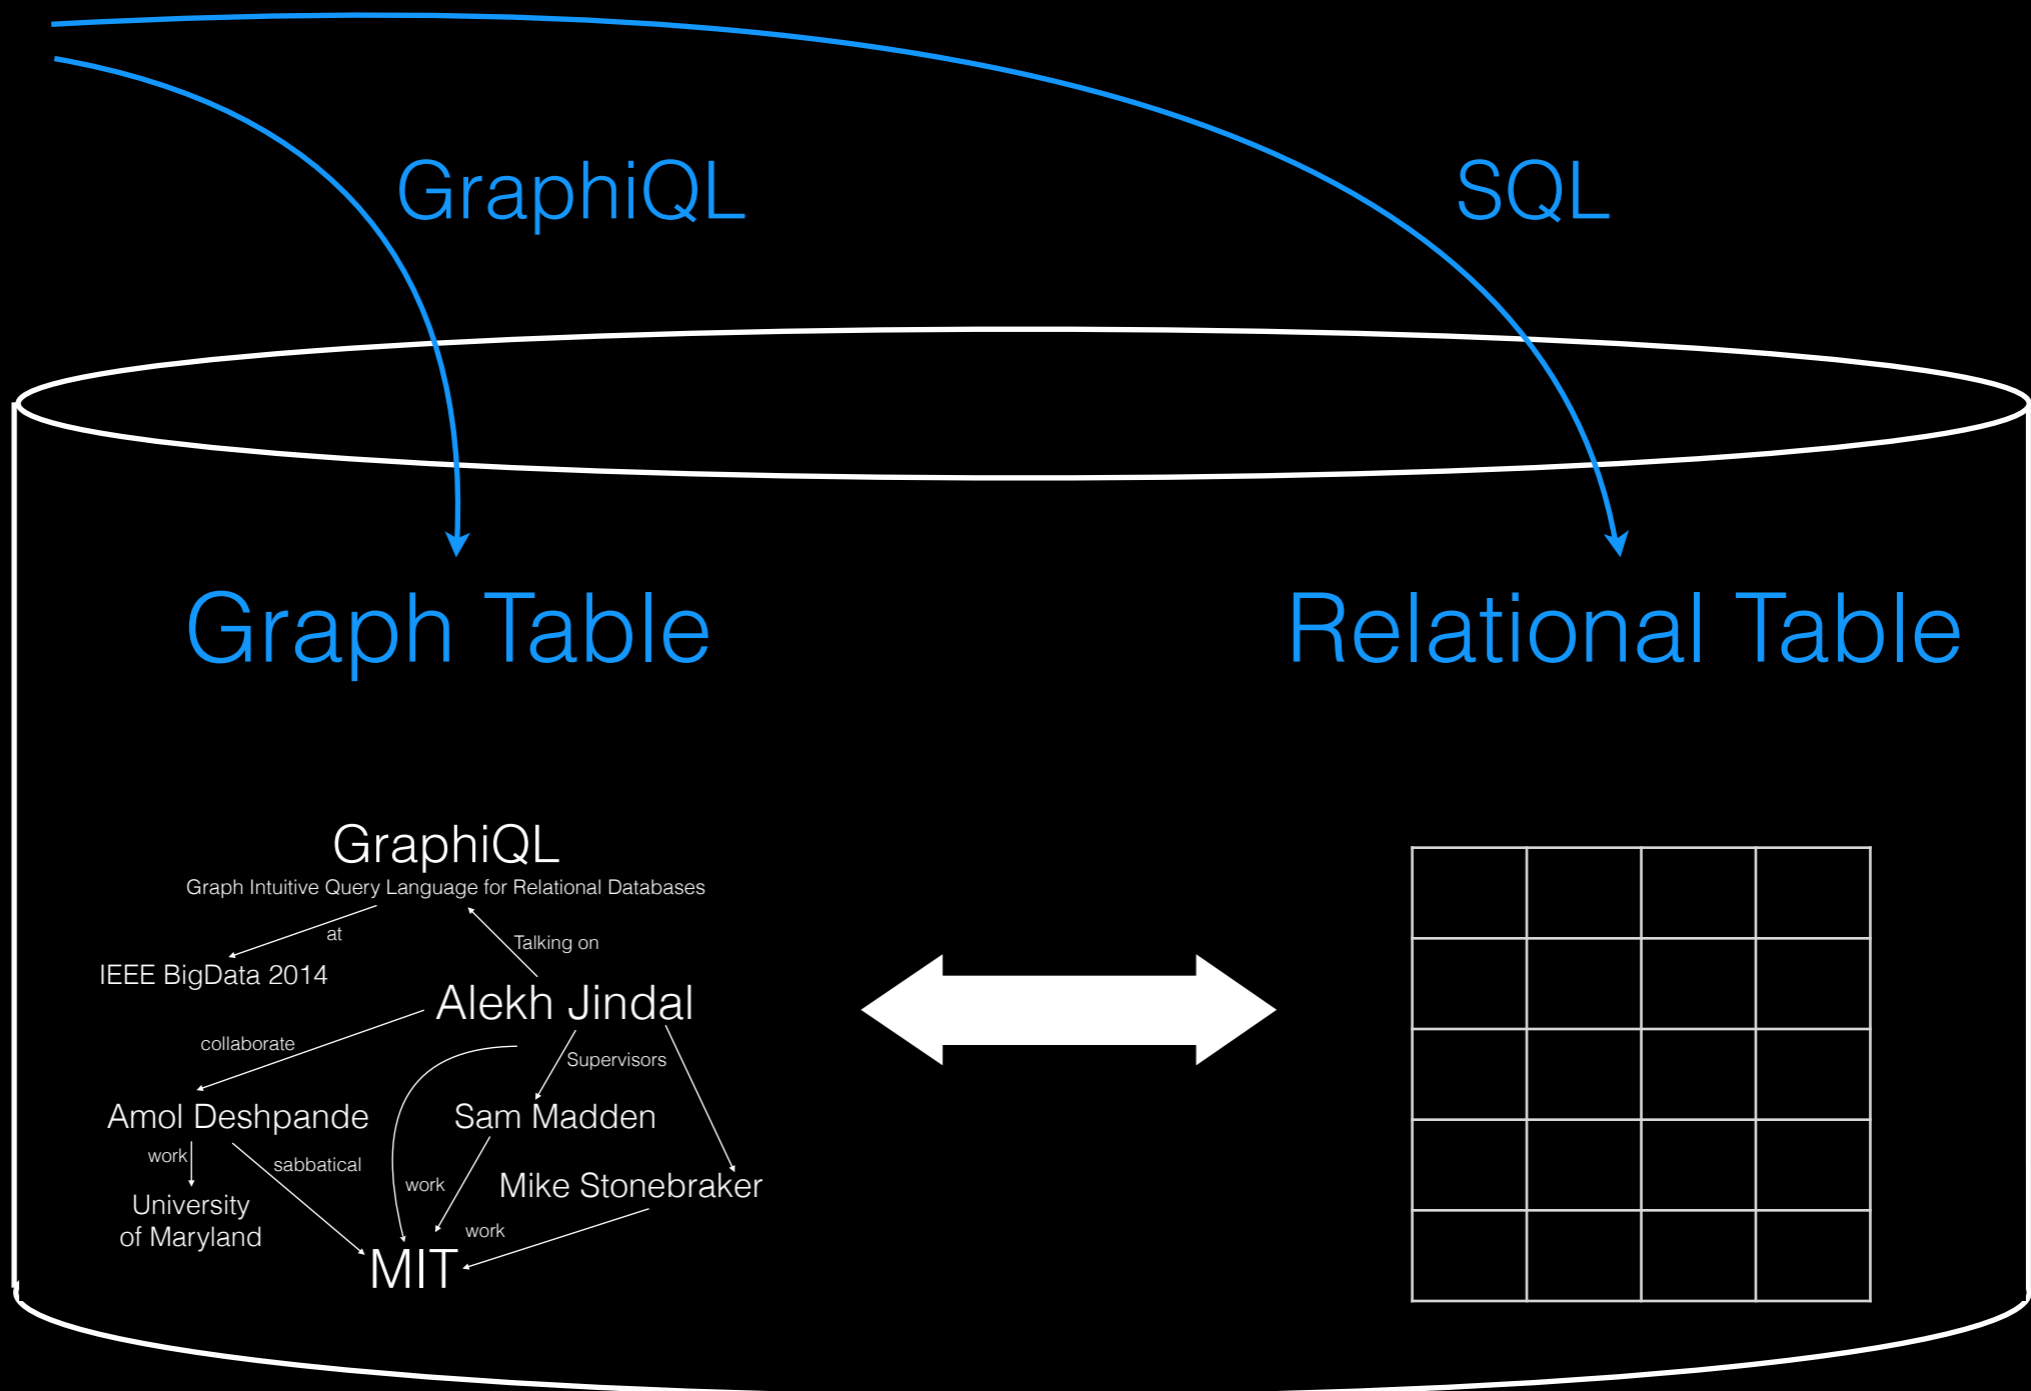 GraphiQL
SQL
Graph Table
Relational Table
GraphiQL
Graph Intuitive Query Language for Relational Databases
at
Talking on
IEEE BigData 2014
Alekh Jindal
collaborate
Supervisors
Amol Deshpande
Sam Madden
work
sabbatical
work
Mike Stonebraker
University
of Maryland
work
MIT